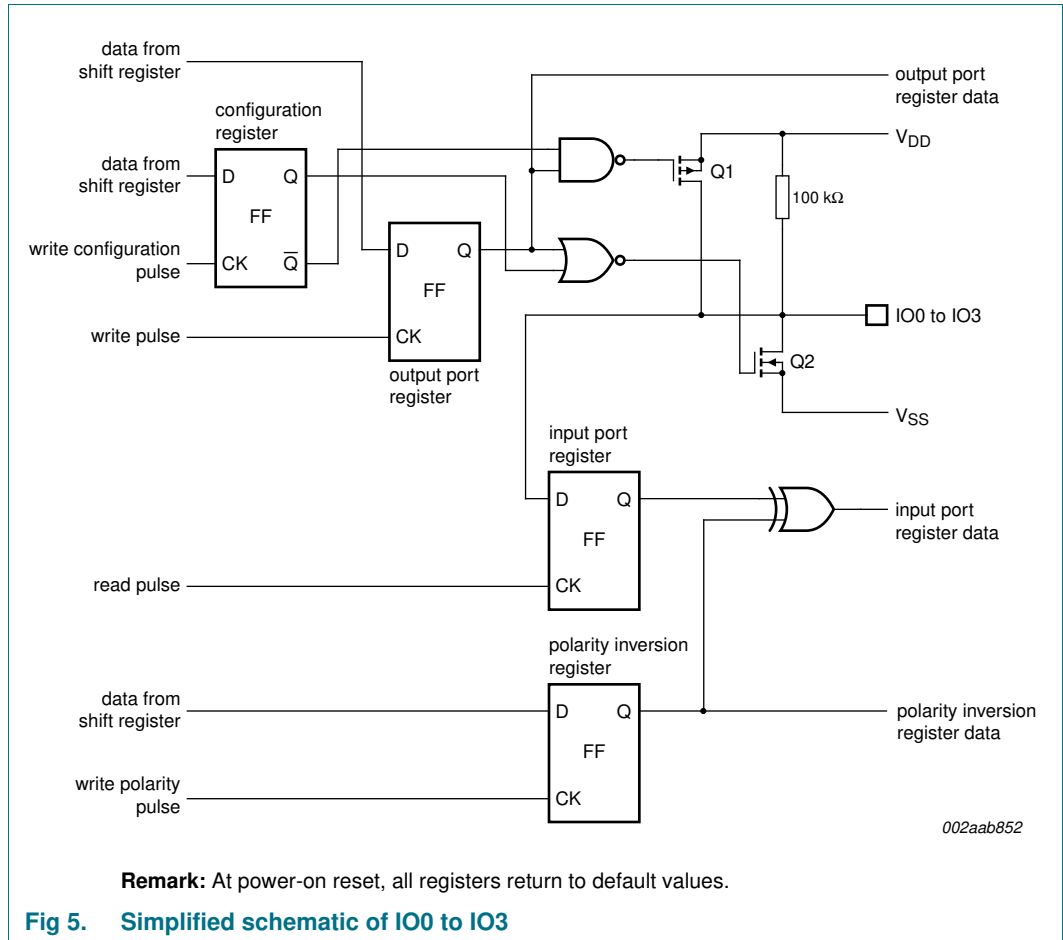 data from
shift register
output port
register data
configuration
register
V_DD
Q1
data from
shift register
D Q
100 kΩ
FF
D Q
write configuration
pulse
CK Q̅
FF
IO0 to IO3
write pulse
CK
Q2
output port
register
V_SS
input port
register
D Q
input port
register data
FF
read pulse
CK
polarity inversion
register
data from
shift register
D Q
polarity inversion
register data
FF
write polarity
pulse
CK
002aab852
Remark: At power-on reset, all registers return to default values.
Fig 5. Simplified schematic of IO0 to IO3